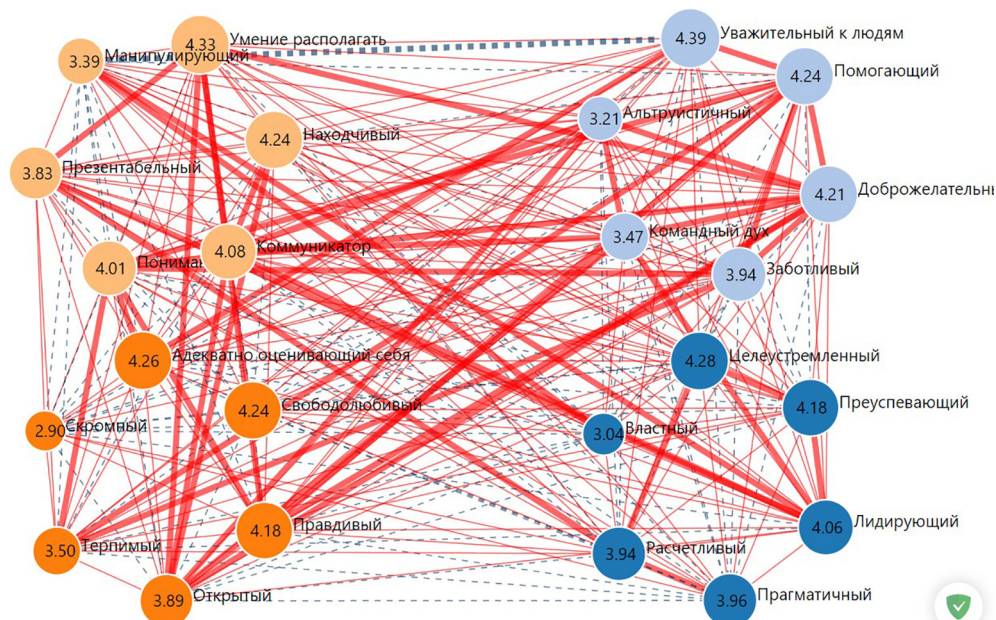 4.33 Умение располагать
4.39 Уважительный к людям
3.39 Манипулирующий
4.24 Помогающий
3.21 Альтруистичный
4.24 Находчивый
3.83 Презентабельный
4.21 Доброжелательн
3.47 Командный дух
4.08 Коммуникатор
4.01
3.94 Заботливый
4.26 Адекватно оценивающий себя
4.28 Целеустремленный
4.24 Свободолюбивый
4.18 Преуспевающий
2.90 Скромный
3.04 Властный
4.18 Правдивый
4.06 Лидирующий
3.50 Терпимый
3.94 Расчетливый
3.89 Открытый
3.96 Прагматичный